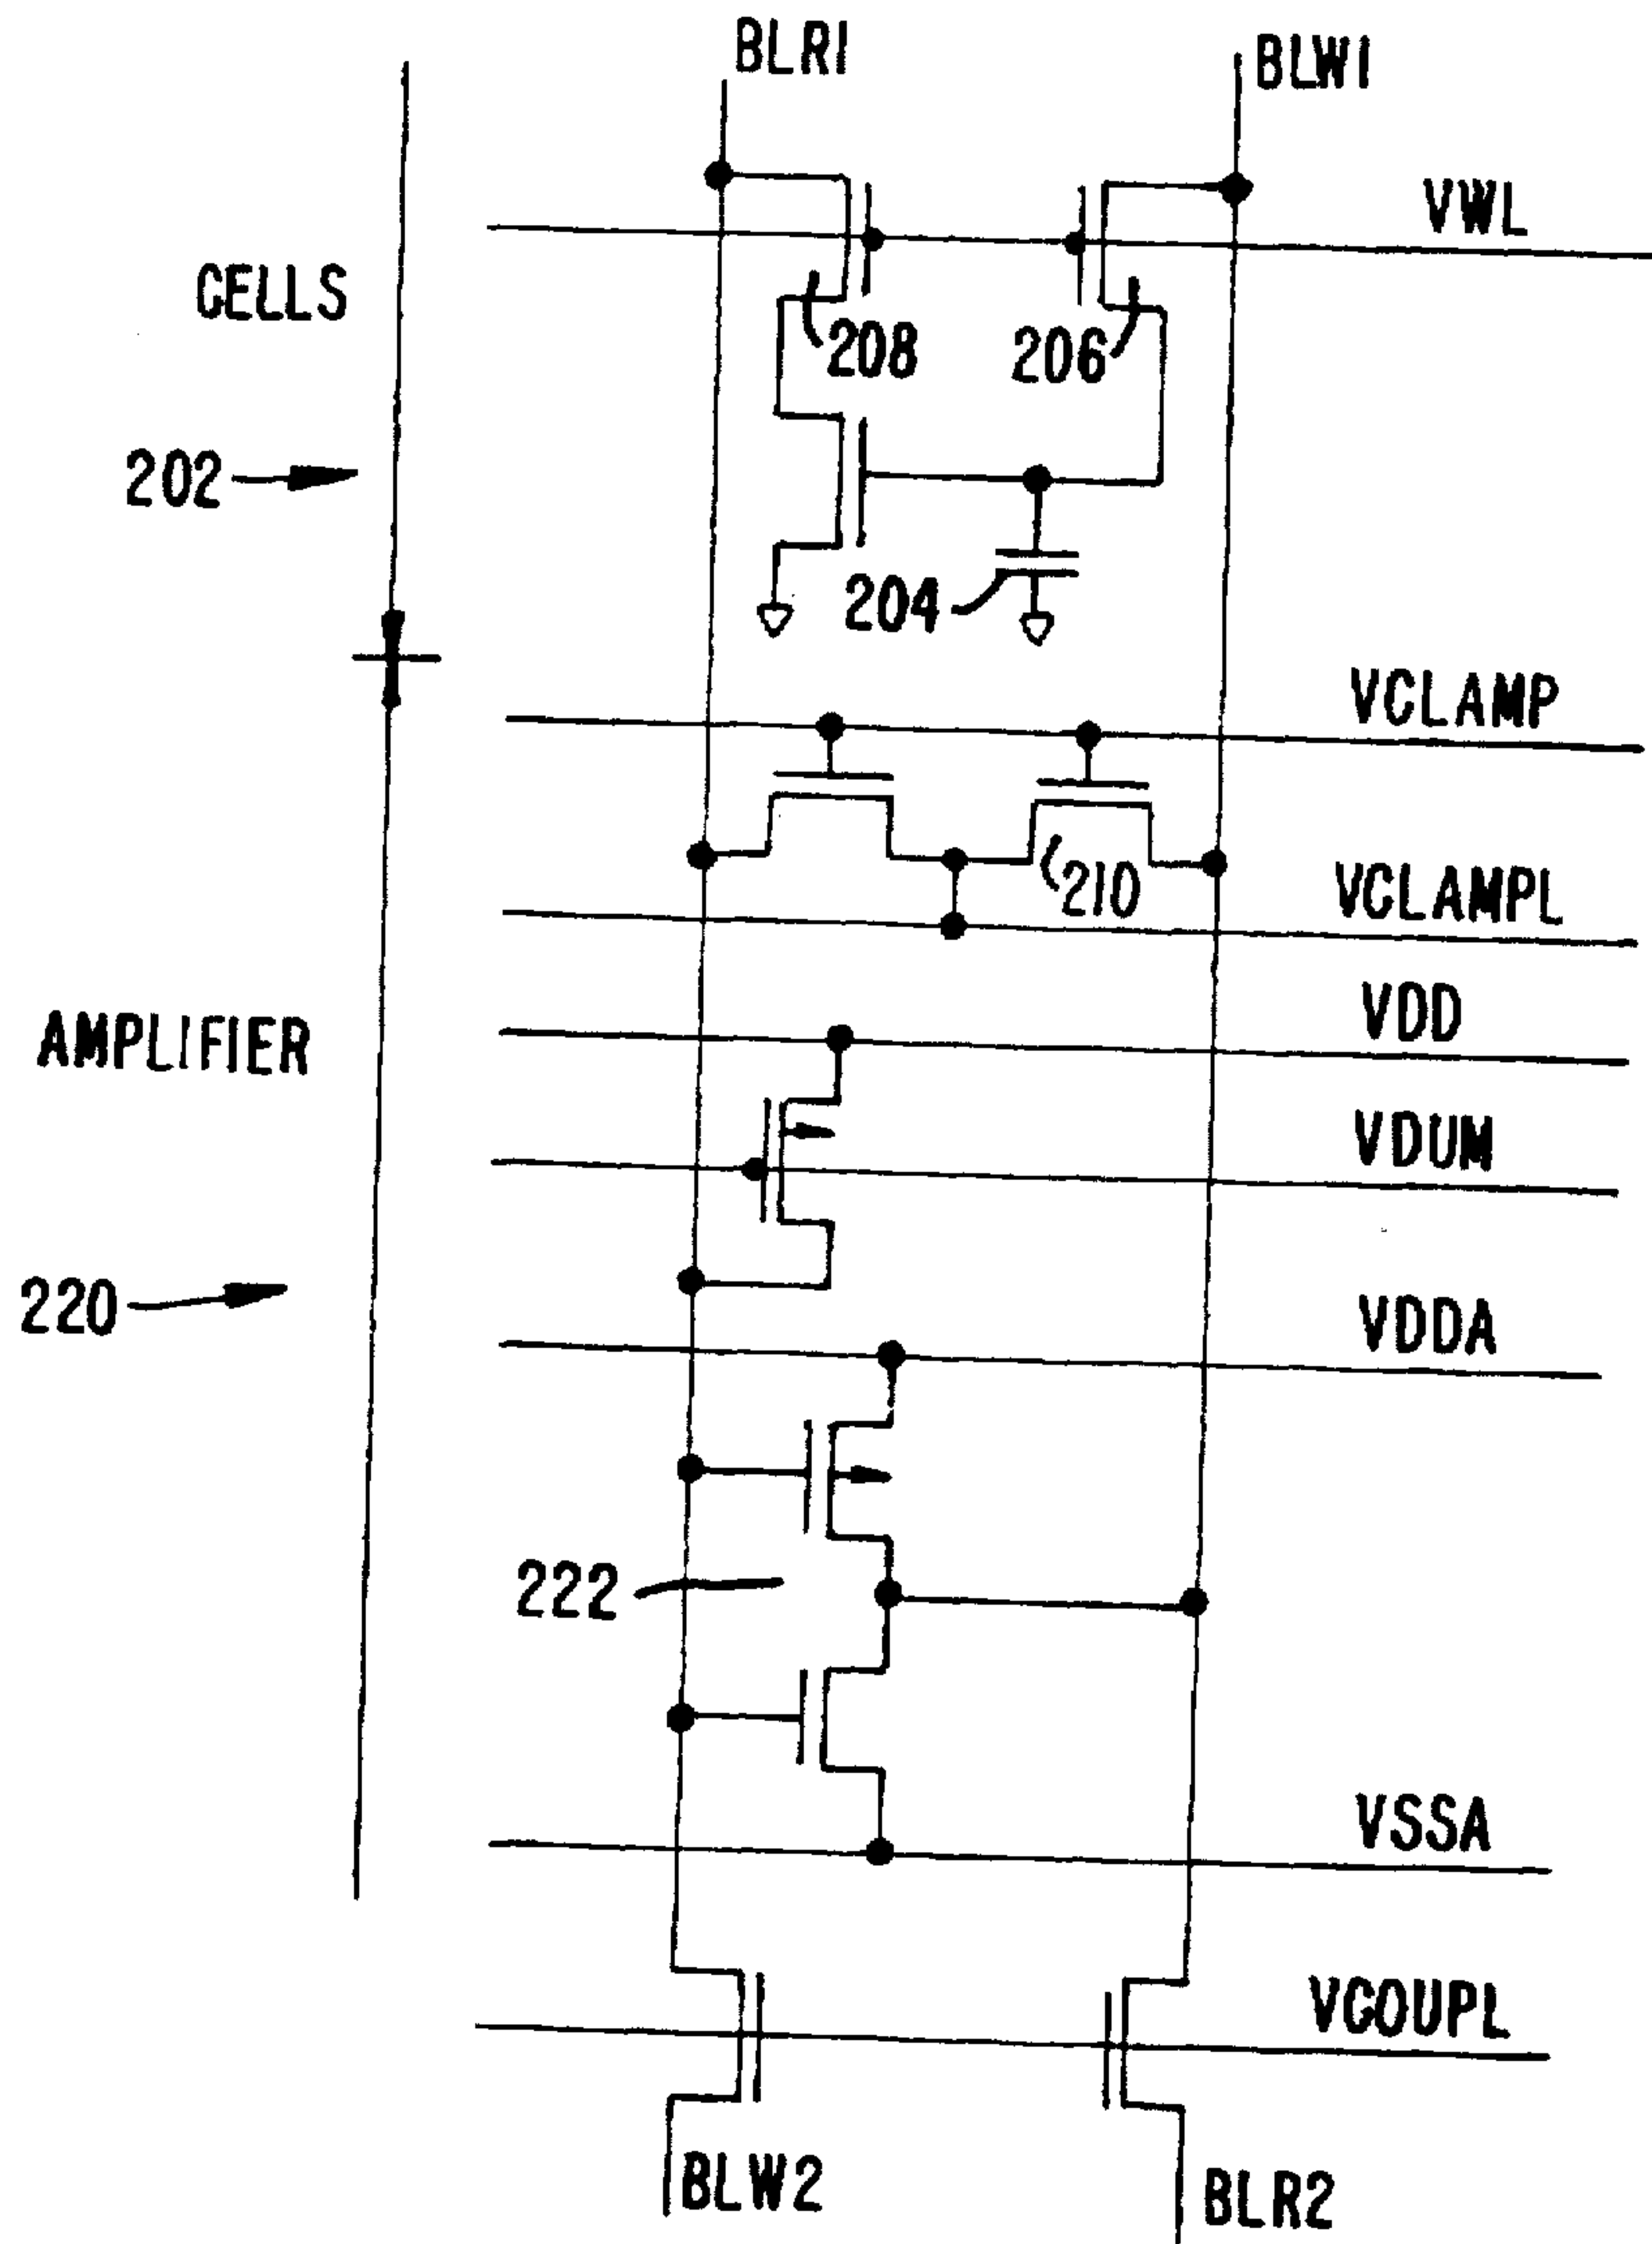 BLR1
BLW1
VWL
CELLS
208
206
202
204
VCLAMP
210
VCLAMPL
VDD
AMPLIFIER
VDUM
220
VDDA
222
VSSA
VCOUPL
BLW2
BLR2